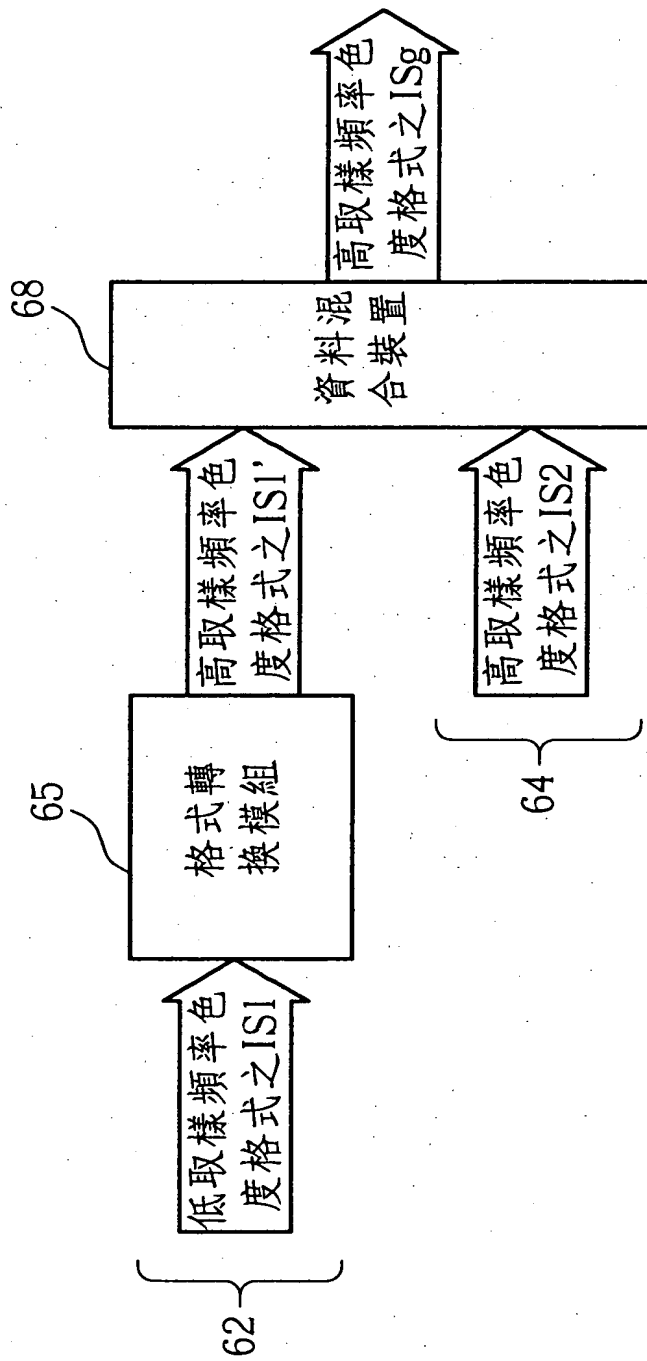 68
65
低取樣頻率色
度格式之IS1
格式轉
換模組
高取樣頻率色
度格式之IS1’
資料混
合裝置
高取樣頻率色
度格式之ISg
高取樣頻率色
度格式之IS2
62
64